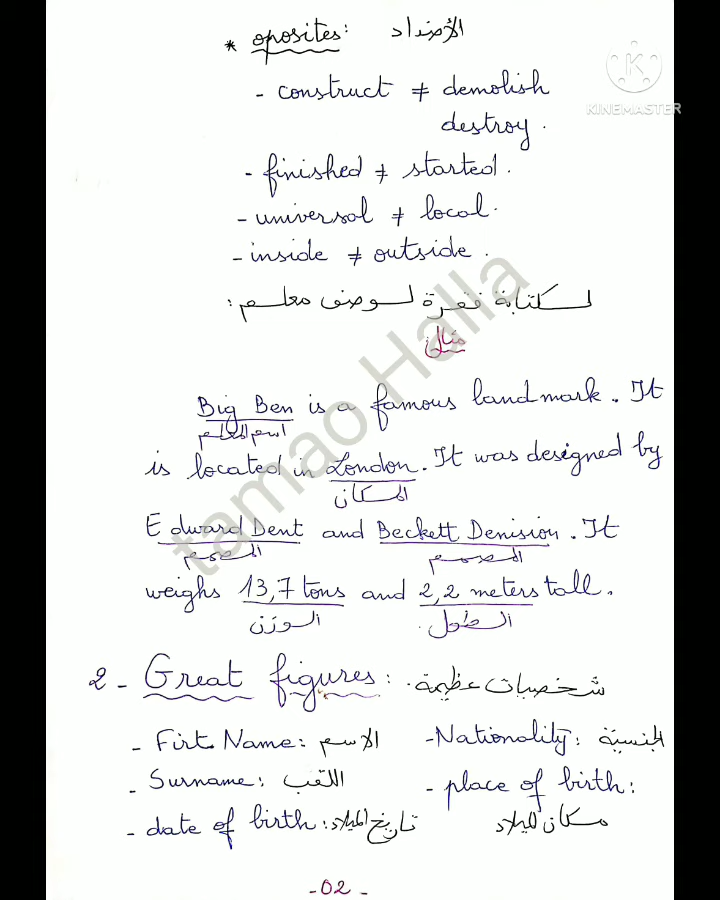 * oposites: الأضداد
KINEMASTER
- construct ≠ demolish
destroy.
- finished ≠ started.
- universal ≠ local.
- inside ≠ outside.
لكتابة فقرة لوصف معلم:
مثال
Big Ben is a famous landmark. It
اسم المعلم
is located in London. It was designed by
المكان
Edward Dent and Beckett Denision. It
المصمم المصمم
weighs 13,7 tons and 2,2 meters tall.
الوزن الطول
2 - Great figures: شخصيات عظيمة.
- Firt Name: الاسم - Nationality: الجنسية
- Surname: اللقب - place of birth:
- date of birth: تاريخ الميلاد مكان الميلاد
-02-
tamao Halla